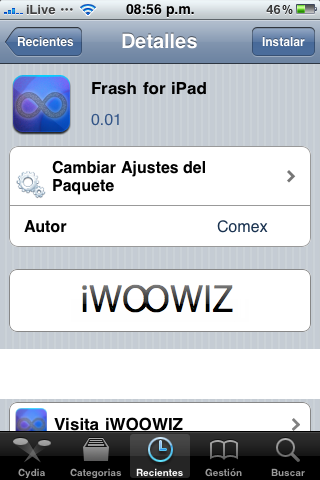 iLive ... 08:56 p.m. 46%
Recientes Detalles Instalar
Frash for iPad
0.01
Cambiar Ajustes del
Paquete
Autor Comex
iWOOWIZ
Visita iWOOWIZ
Cydia Categorias Recientes Gestión Buscar